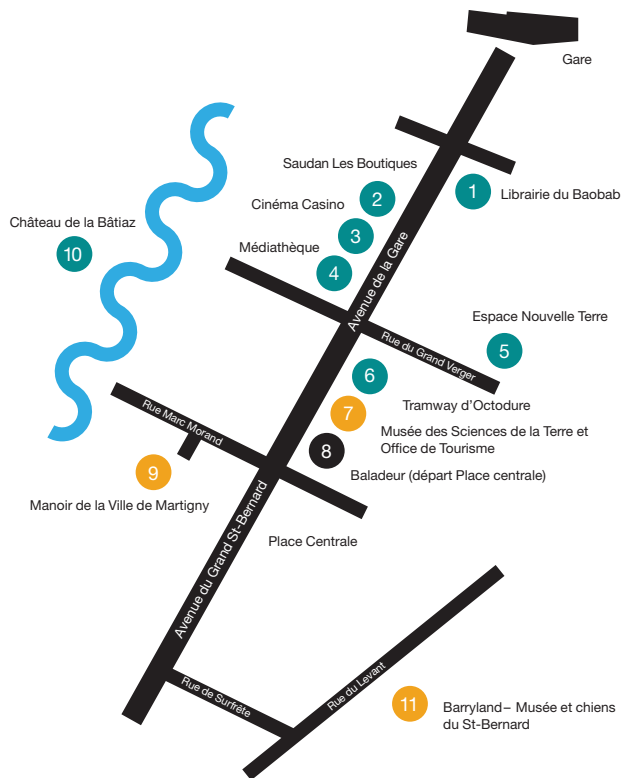 Gare
Saudan Les Boutiques
1
Librairie du Baobab
2
Cinéma Casino
3
Château de la Bâtiaz
10
Médiathèque
4
Avenue de la Gare
Espace Nouvelle Terre
5
Rue du Grand Verger
6
Tramway d'Octodure
7
Musée des Sciences de la Terre et
Office de Tourisme
Rue Marc Morand
8
Baladeur (départ Place centrale)
9
Manoir de la Ville de Martigny
Place Centrale
Avenue du Grand St-Bernard
Rue de Surfrête
Rue du Levant
11
Barryland– Musée et chiens
du St-Bernard